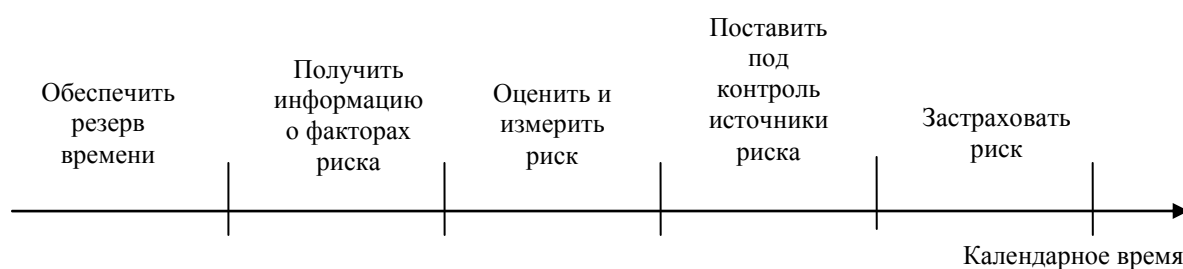 Обеспечить
резерв
времени
Получить
информацию
о факторах
риска
Оценить и
измерить
риск
Поставить
под
контроль
источники
риска
Застраховать
риск
Календарное время